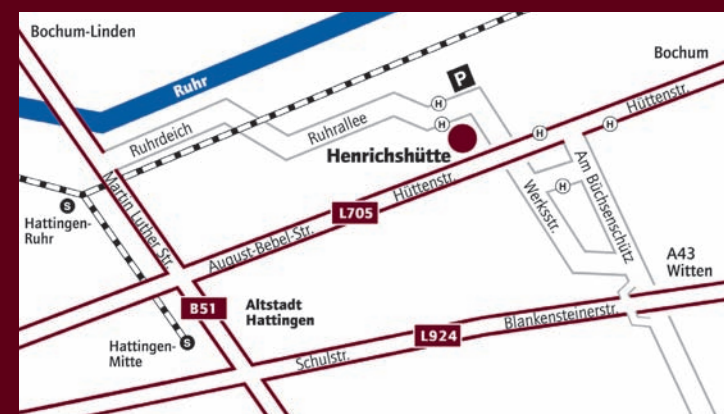 Bochum-Linden
Bochum
Ruhr
P
H
Hüttenstr.
Ruhrdeich
Ruhrallee
H
H
H
Henrichshütte
Am Büchsenschütz
Martin Luther Str.
Hüttenstr.
Werksstr.
H
S
Hattingen-
Ruhr
L705
August-Bebel-Str.
A43
Witten
B51
Altstadt
Hattingen
Blankensteinerstr.
Hattingen-
Mitte
S
L924
Schulstr.